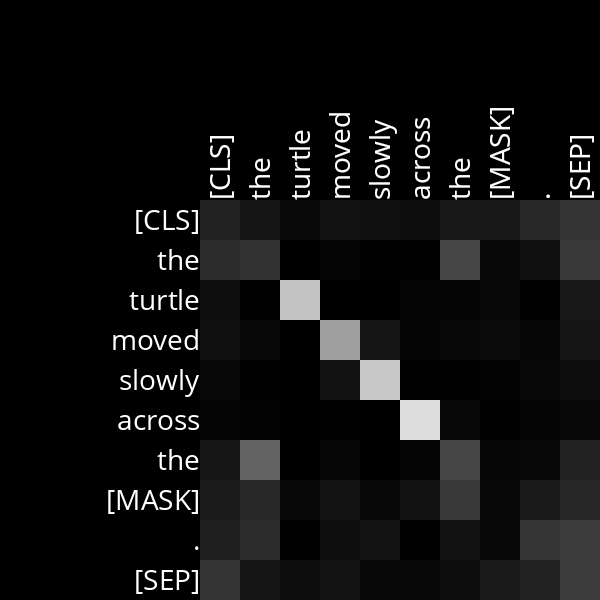 [CLS] the turtle moved slowly across the [MASK] . [SEP]
[CLS]
the
turtle
moved
slowly
across
the
[MASK]
.
[SEP]